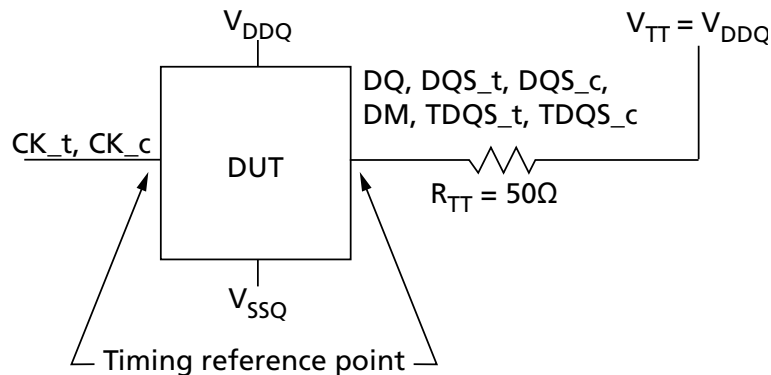 V_DDQ
V_TT = V_DDQ
DQ, DQS_t, DQS_c,
DM, TDQS_t, TDQS_c
CK_t, CK_c
DUT
R_TT = 50Ω
V_SSQ
Timing reference point